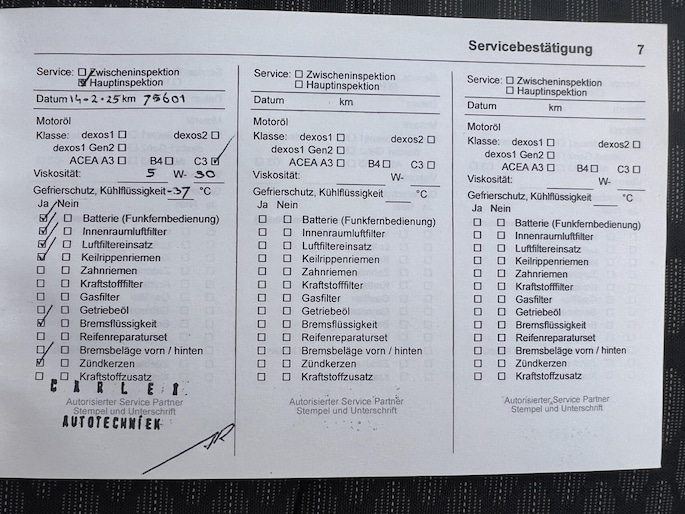 Servicebestätigung 7
Service: Zwischeninspektion
Hauptinspektion
Datum 14-2-25 km 75601
Motoröl
Klasse: dexos1 dexos2
dexos1 Gen2
ACEA A3 B4 C3
Viskosität: 5 W- 30
Gefrierschutz, Kühlflüssigkeit -37 °C
Ja Nein
Batterie (Funkfernbedienung)
Innenraumluftfilter
Luftfiltereinsatz
Keilrippenriemen
Zahnriemen
Kraftstofffilter
Gasfilter
Getriebeöl
Bremsflüssigkeit
Reifenreparaturset
Bremsbeläge vorn / hinten
Zündkerzen
Kraftstoffzusatz
Autorisierter Service Partner
Stempel und Unterschrift
AUTOTECHNIEK
Service: Zwischeninspektion
Hauptinspektion
Datum km
Motoröl
Klasse: dexos1 dexos2
dexos1 Gen2
ACEA A3 B4 C3
Viskosität: W-
Gefrierschutz, Kühlflüssigkeit °C
Ja Nein
Batterie (Funkfernbedienung)
Innenraumluftfilter
Luftfiltereinsatz
Keilrippenriemen
Zahnriemen
Kraftstofffilter
Gasfilter
Getriebeöl
Bremsflüssigkeit
Reifenreparaturset
Bremsbeläge vorn / hinten
Zündkerzen
Kraftstoffzusatz
Autorisierter Service Partner
Stempel und Unterschrift
Service: Zwischeninspektion
Hauptinspektion
Datum km
Motoröl
Klasse: dexos1 dexos2
dexos1 Gen2
ACEA A3 B4 C3
Viskosität: W-
Gefrierschutz, Kühlflüssigkeit °C
Ja Nein
Batterie (Funkfernbedienung)
Innenraumluftfilter
Luftfiltereinsatz
Keilrippenriemen
Zahnriemen
Kraftstofffilter
Gasfilter
Getriebeöl
Bremsflüssigkeit
Reifenreparaturset
Bremsbeläge vorn / hinten
Zündkerzen
Kraftstoffzusatz
Autorisierter Service Partner
Stempel und Unterschrift